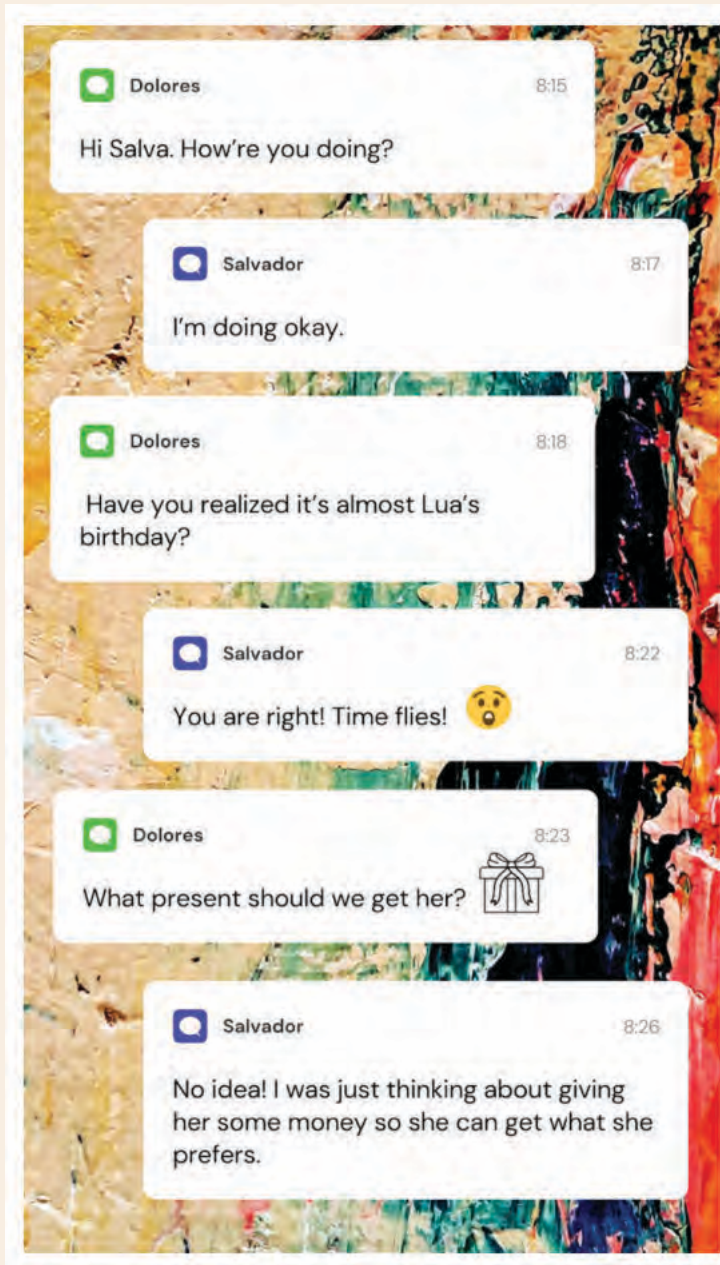 Dolores 8:15
Hi Salva. How're you doing?
Salvador 8:17
I'm doing okay.
Dolores 8:18
Have you realized it's almost Lua's
birthday?
Salvador 8:22
You are right! Time flies! 😯
Dolores 8:23
What present should we get her?
Salvador 8:26
No idea! I was just thinking about giving
her some money so she can get what she
prefers.